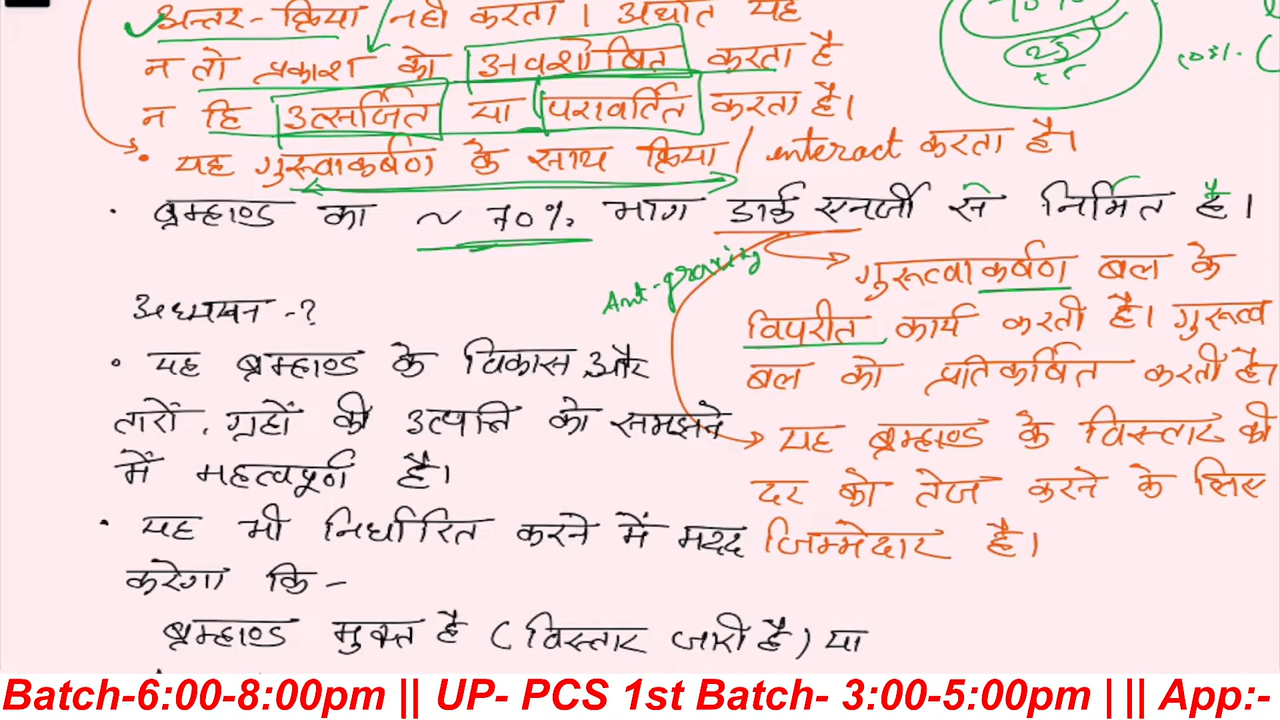 अन्तर-क्रिया नहीं करता। अर्थात यह
न तो प्रकाश को अवशोषित करता है
न हि उत्सर्जित या परावर्तित करता है।
• यह गुरुत्वाकर्षण के साथ क्रिया / interact करता है।
• ब्रम्हाण्ड का ~ 70% भाग डार्क एनर्जी से निर्मित है।
Ant-gravity
गुरुत्वाकर्षण बल के
विपरीत कार्य करती है। गुरुत्व
बल को प्रतिकर्षित करती है।
यह ब्रम्हाण्ड के विस्तार की
दर को तेज करने के लिए
जिम्मेदार है।
अध्ययन -?
• यह ब्रम्हाण्ड के विकास और
तारों, ग्रहों की उत्पत्ति को समझने
में महत्वपूर्ण है।
• यह भी निर्धारित करने में मदद
करेगा कि -
ब्रम्हाण्ड मुक्त है (विस्तार जारी है) या
Batch-6:00-8:00pm || UP- PCS 1st Batch- 3:00-5:00pm | || App:-